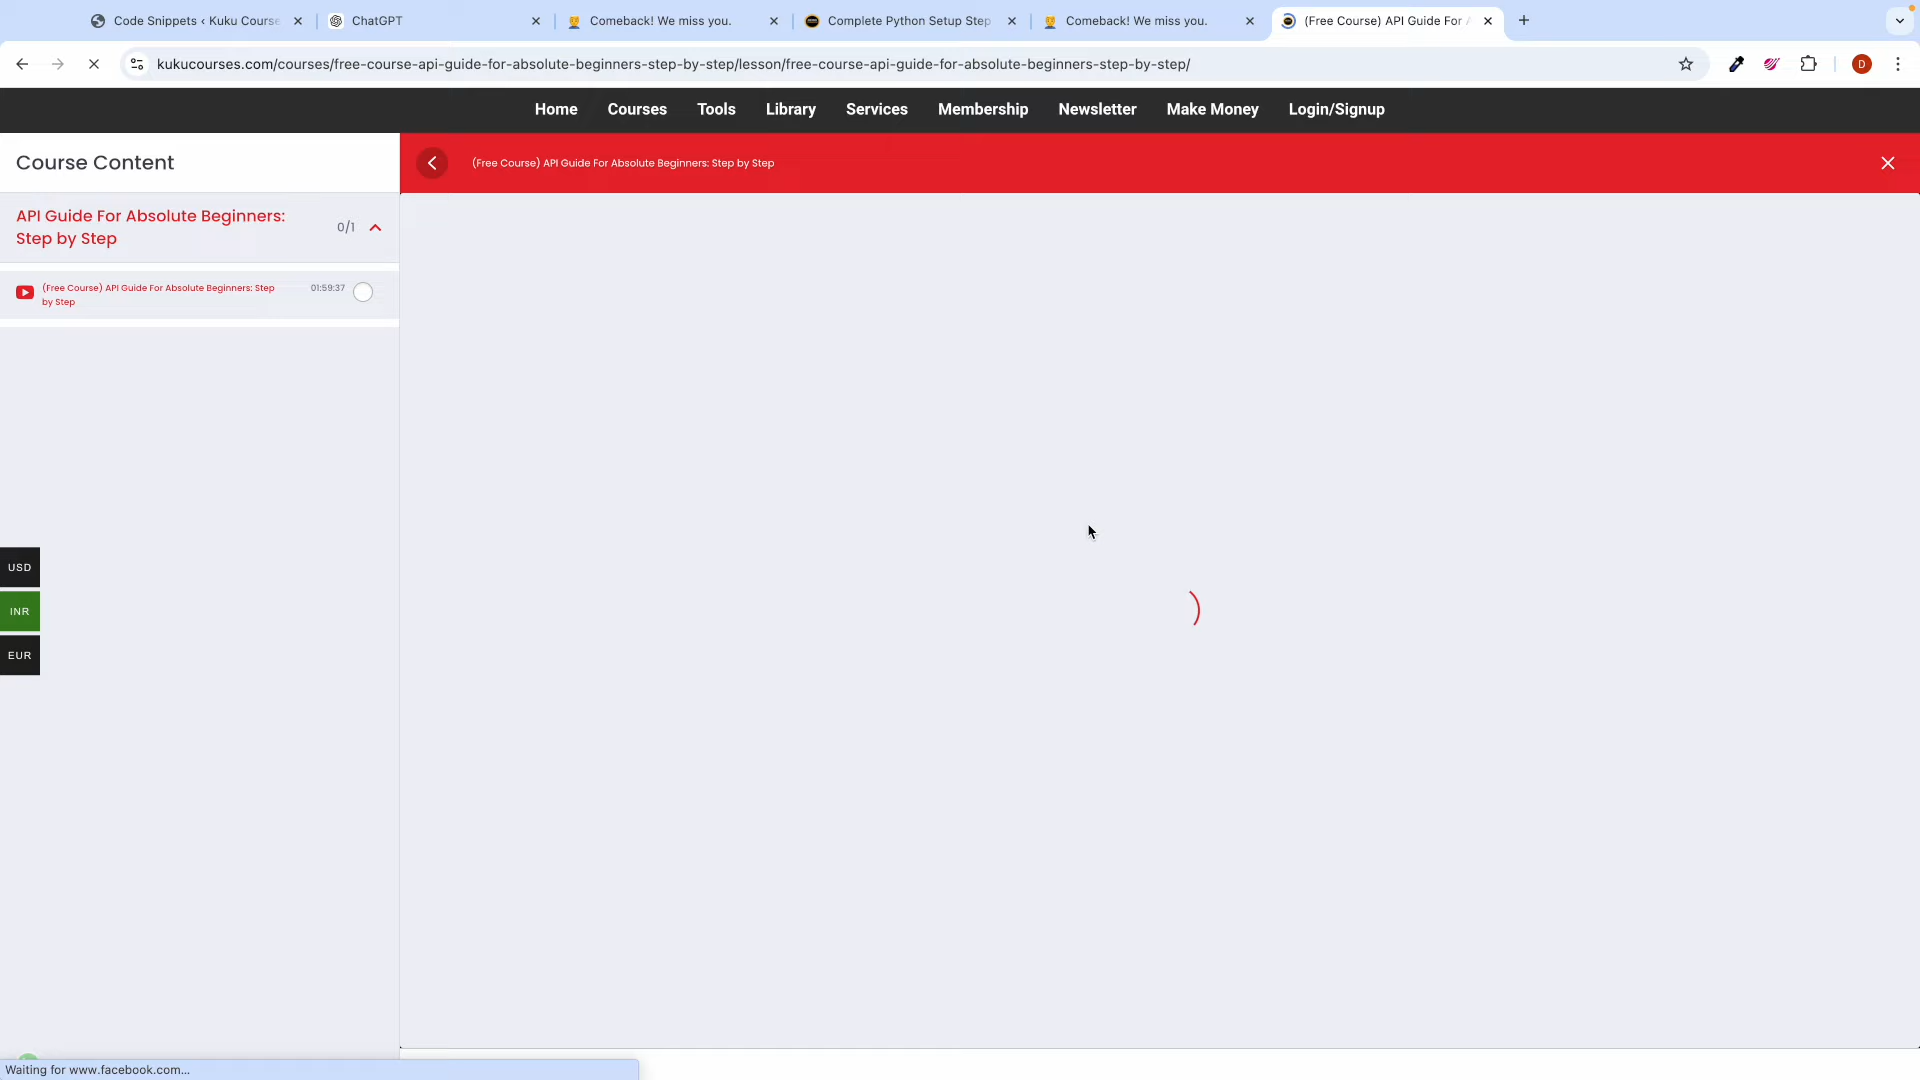 Code Snippets ‹ Kuku Course
ChatGPT
Comeback! We miss you.
Complete Python Setup Step
Comeback! We miss you.
(Free Course) API Guide For A
kukucourses.com/courses/free-course-api-guide-for-absolute-beginners-step-by-step/lesson/free-course-api-guide-for-absolute-beginners-step-by-step/
D
Home Courses Tools Library Services Membership Newsletter Make Money Login/Signup
Course Content
(Free Course) API Guide For Absolute Beginners: Step by Step
API Guide For Absolute Beginners:
Step by Step
0/1
(Free Course) API Guide For Absolute Beginners: Step
by Step
01:59:37
USD
INR
EUR
Waiting for www.facebook.com...